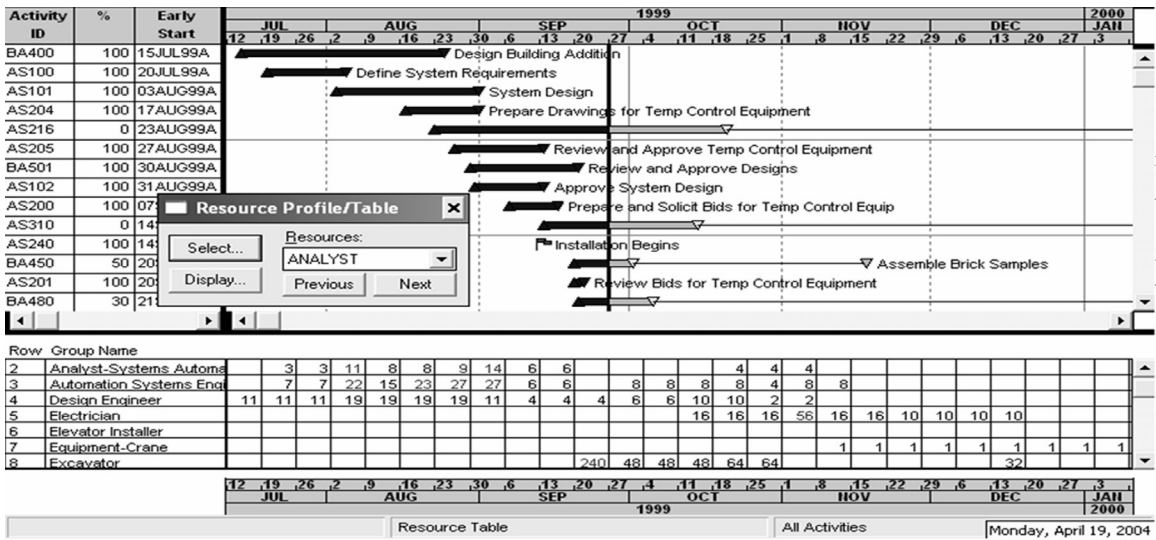 Activity ID % Early Start 1999 2000
JUL AUG SEP OCT NOV DEC JAN
12 19 26 2 9 16 23 30 6 13 20 27 4 11 18 25 1 8 15 22 29 6 13 20 27 3
BA400 100 15JUL99A Design Building Addition
AS100 100 20JUL99A Define System Requirements
AS101 100 03AUG99A System Design
AS204 100 17AUG99A Prepare Drawings for Temp Control Equipment
AS216 0 23AUG99A
AS205 100 27AUG99A Review and Approve Temp Control Equipment
BA501 100 30AUG99A Review and Approve Designs
AS102 100 31AUG99A Approve System Design
AS200 100 07 Prepare and Solicit Bids for Temp Control Equip
AS310 0 14
AS240 100 14 Installation Begins
BA450 50 20 Assemble Brick Samples
AS201 100 20 Review Bids for Temp Control Equipment
BA480 30 21
Resource Profile/Table
Select... Resources:
ANALYST
Display... Previous Next
Row Group Name
2 Analyst-Systems Automa 3 3 11 8 8 9 14 6 6 4 4 4
3 Automation Systems Engi 7 7 22 15 23 27 27 6 6 8 8 8 8 4 8 8
4 Design Engineer 11 11 11 19 19 19 19 11 4 4 4 6 6 10 10 2 2
5 Electrician 16 16 16 56 16 16 10 10 10 10
6 Elevator Installer
7 Equipment-Crane 1 1 1 1 1 1 1 1
8 Excavator 240 48 48 48 64 64 32
12 19 26 2 9 16 23 30 6 13 20 27 4 11 18 25 1 8 15 22 29 6 13 20 27 3
JUL AUG SEP OCT NOV DEC JAN
1999 2000
Resource Table All Activities Monday, April 19, 2004